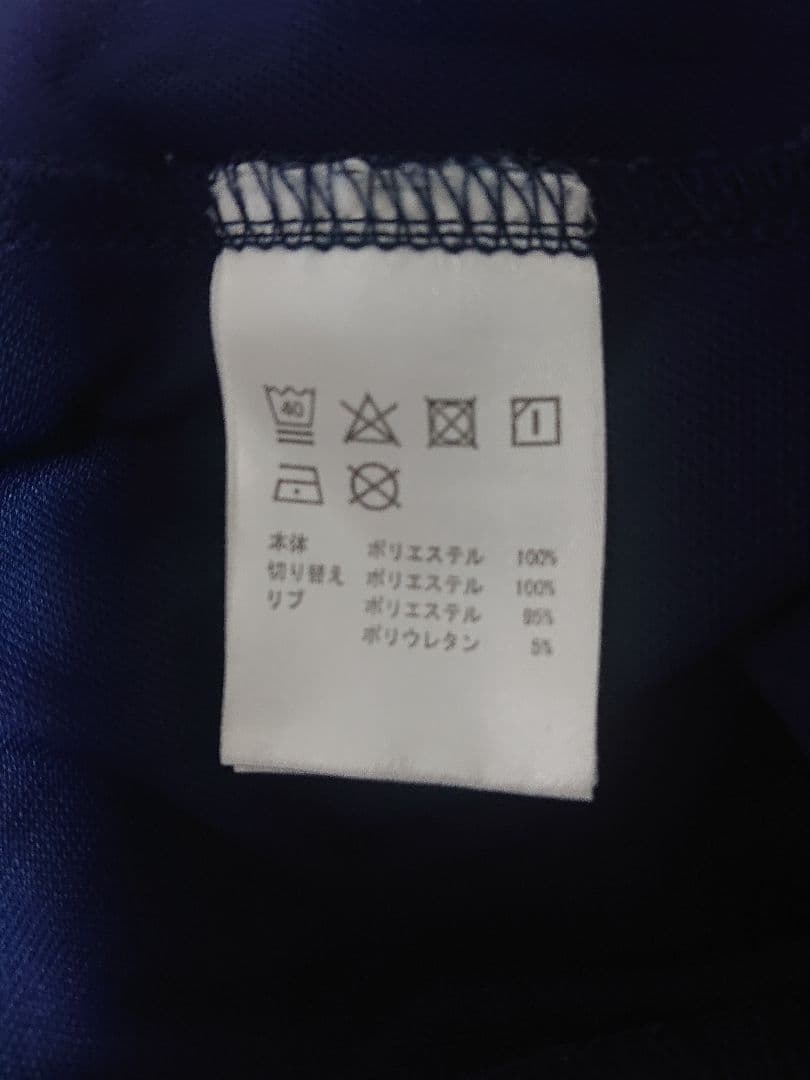 40
本体 ポリエステル 100%
切り替え ポリエステル 100%
リブ ポリエステル 95%
ポリウレタン 5%